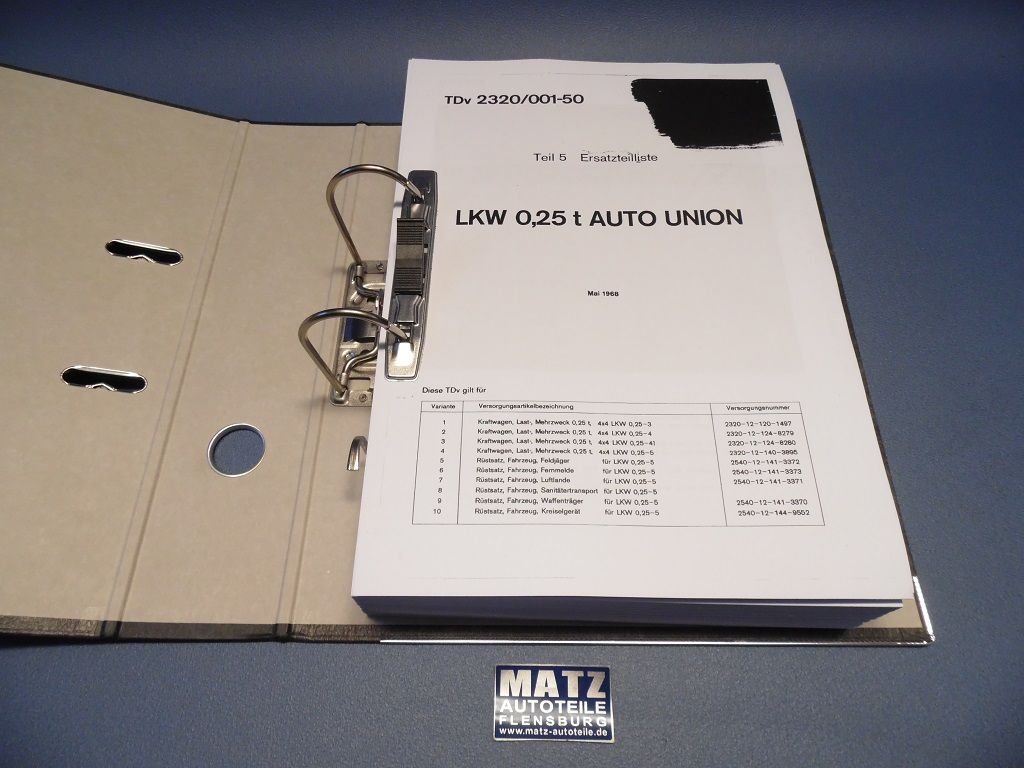 TDv 2320/001-50
Teil 5 Ersatzteilliste
LKW 0,25 t AUTO UNION
Mai 1968
Diese TDv gilt für
Variante Versorgungsartikelbezeichnung Versorgungsnummer
1 Kraftwagen, Last-, Mehrzweck 0,25 t, 4x4 LKW 0,25-3 2320-12-120-1497
2 Kraftwagen, Last-, Mehrzweck 0,25 t, 4x4 LKW 0,25-4 2320-12-124-8279
3 Kraftwagen, Last-, Mehrzweck 0,25 t, 4x4 LKW 0,25-41 2320-12-124-8280
4 Kraftwagen, Last-, Mehrzweck 0,25 t, 4x4 LKW 0,25-5 2320-12-140-3895
5 Rüstsatz, Fahrzeug, Feldjäger für LKW 0,25-5 2540-12-141-3372
6 Rüstsatz, Fahrzeug, Fernmelde für LKW 0,25-5 2540-12-141-3373
7 Rüstsatz, Fahrzeug, Luftlande für LKW 0,25-5 2540-12-141-3371
8 Rüstsatz, Fahrzeug, Sanitätertransport für LKW 0,25-5
9 Rüstsatz, Fahrzeug, Waffenträger für LKW 0,25-5 2540-12-141-3370
10 Rüstsatz, Fahrzeug, Kreiselgerät für LKW 0,25-5 2540-12-144-9552
MATZ
AUTOTEILE
FLENSBURG
www.matz-autoteile.de